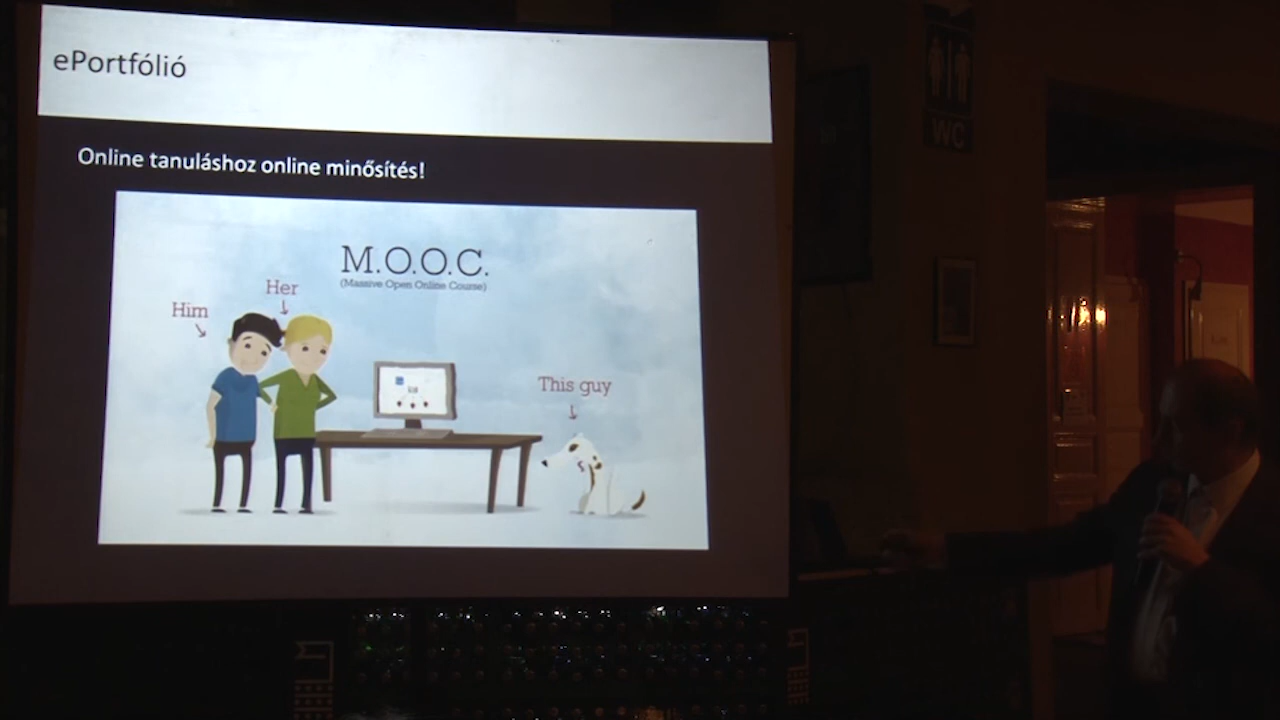 ePortfólió
Online tanuláshoz online minősítés!
M.O.O.C.
(Massive Open Online Course)
Her
Him
This guy
WC